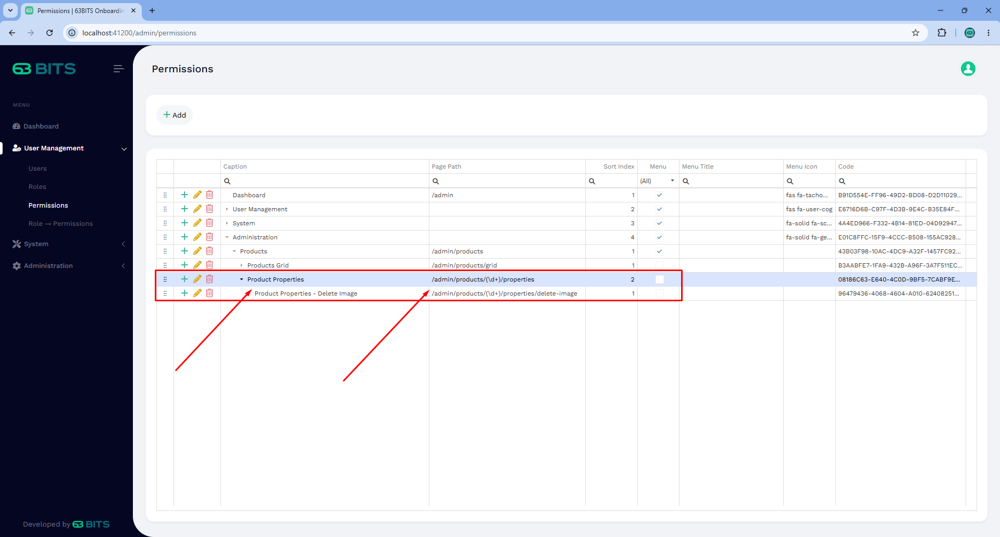 Permissions | 63BITS Onboardin
localhost:41200/admin/permissions
63 BITS
Permissions
MENU
Add
Dashboard
User Management
Users
Roles
Permissions
Role → Permissions
System
Administration
Caption Page Path Sort Index Menu Menu Title Menu Icon Code
(All)
Dashboard /admin 1 fas fa-tacho... B91D554E-FF96-49D2-BD08-D2D11029...
User Management 2 fas fa-user-cog E6716D6B-C97F-4D3B-9E4C-B35E84F...
System 3 fa-solid fa-sc... 4A4ED966-F332-4B14-81ED-04D92947...
Administration 4 fa-solid fa-ge... E01C8FFC-15F9-4CCC-B508-155AC928...
Products /admin/products 1 43B03F98-10AC-4DC9-A32F-1457FC92...
Products Grid /admin/products/grid 1 B3AABFE7-1FA9-432B-A96F-3A7F511EC...
Product Properties /admin/products/(\d+)/properties 2 08186C63-E640-4C0D-9BF5-7CABF9E...
Product Properties - Delete Image /admin/products/(\d+)/properties/delete-image 1 96479436-4068-4604-A010-62408251...
Developed by 63 BITS